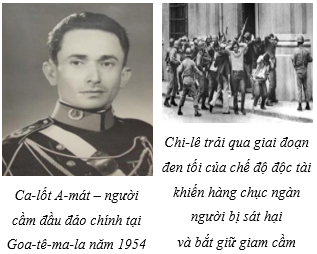 Ca-lốt A-mát – người
cầm đầu đảo chính tại
Goa-tê-ma-la năm 1954
Chi-lê trải qua giai đoạn
đen tối của chế độ độc tài
khiến hàng chục ngàn
người bị sát hại
và bắt giữ giam cầm